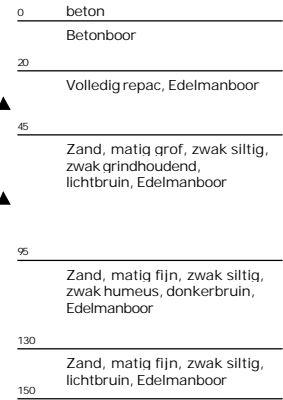 0 beton
Betonboor
20
Volledig repac, Edelmanboor
45
Zand, matig grof, zwak siltig,
zwak grindhoudend,
lichtbruin, Edelmanboor
95
Zand, matig fijn, zwak siltig,
zwak humeus, donkerbruin,
Edelmanboor
130
Zand, matig fijn, zwak siltig,
lichtbruin, Edelmanboor
150